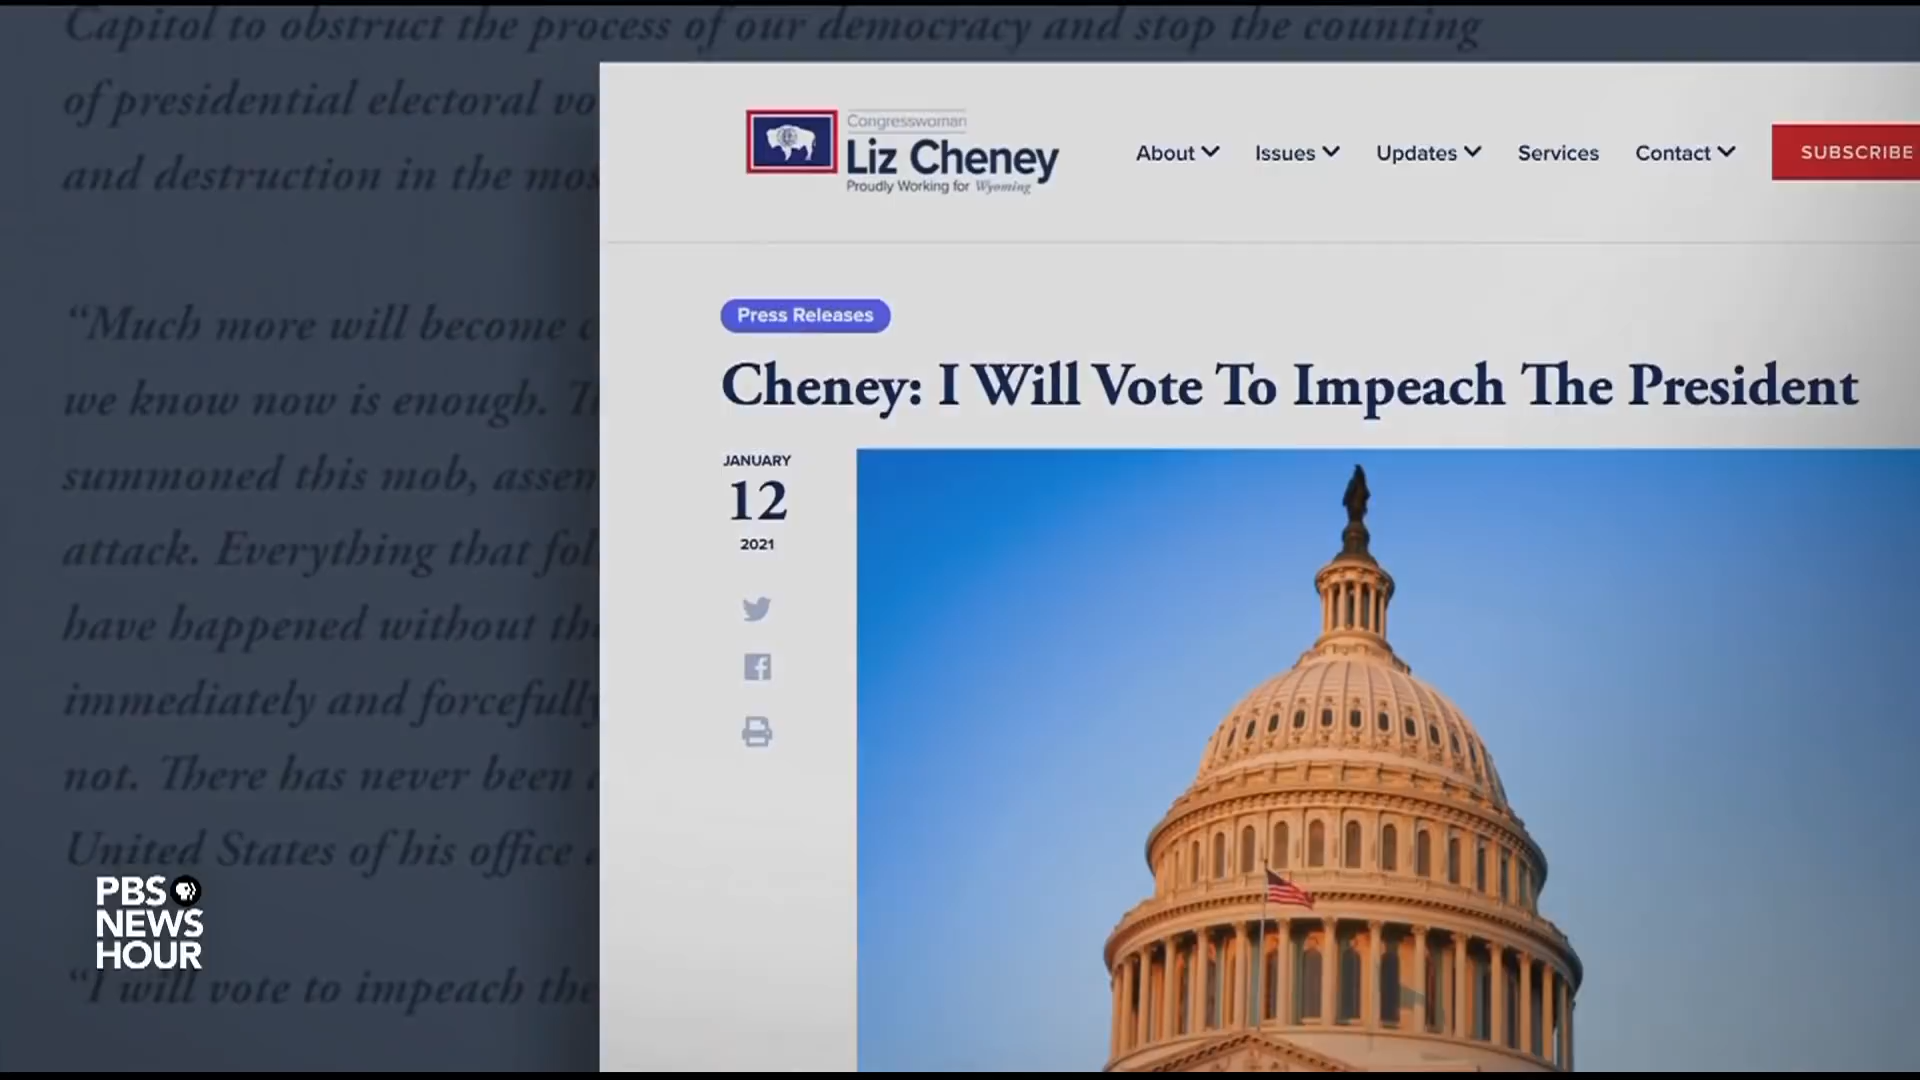 Capitol to obstruct the process of our democracy and stop the counting
of presidential electoral vo
and destruction in the mos
“Much more will become c
we know now is enough. T
summoned this mob, assem
attack. Everything that fol
have happened without th
immediately and forcefully
not. There has never been a
United States of his office a
“I will vote to impeach the
Congresswoman
Liz Cheney
Proudly Working for Wyoming
About
Issues
Updates
Services
Contact
SUBSCRIBE
Press Releases
Cheney: I Will Vote To Impeach The President
JANUARY
12
2021
PBS
NEWS
HOUR